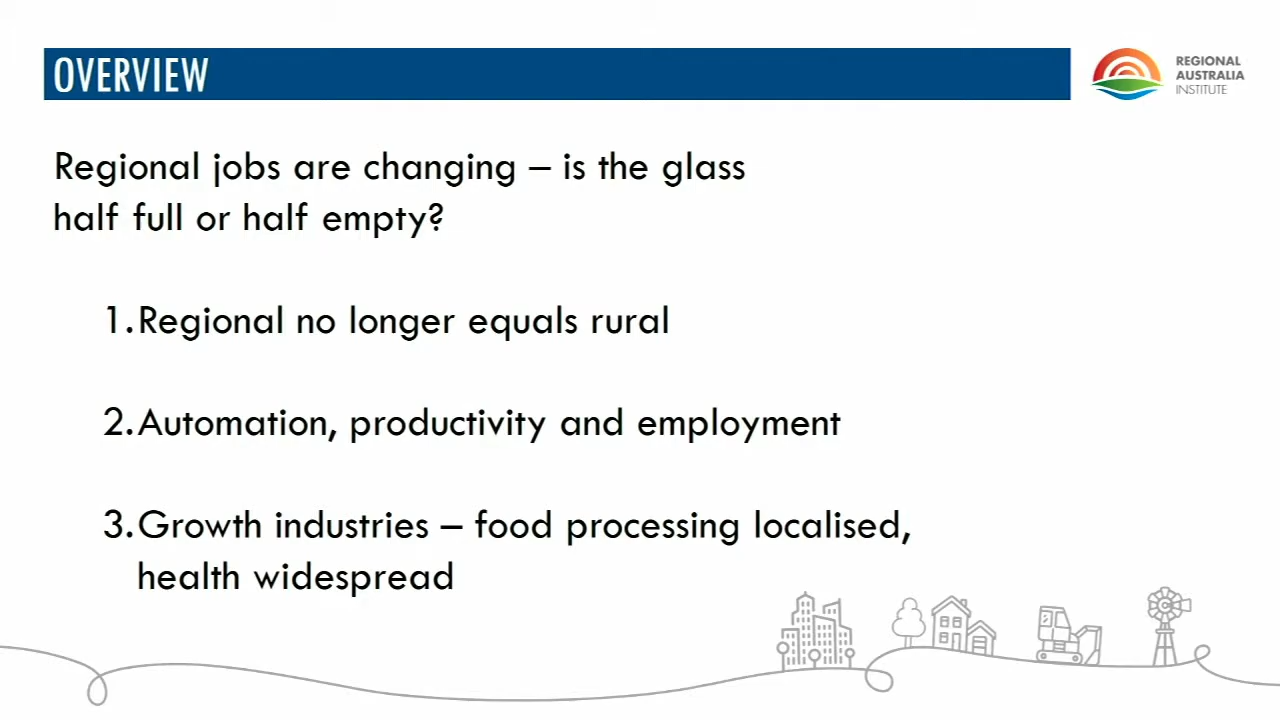 OVERVIEW
REGIONAL
AUSTRALIA
INSTITUTE
Regional jobs are changing – is the glass
half full or half empty?
1.Regional no longer equals rural
2.Automation, productivity and employment
3.Growth industries – food processing localised,
health widespread